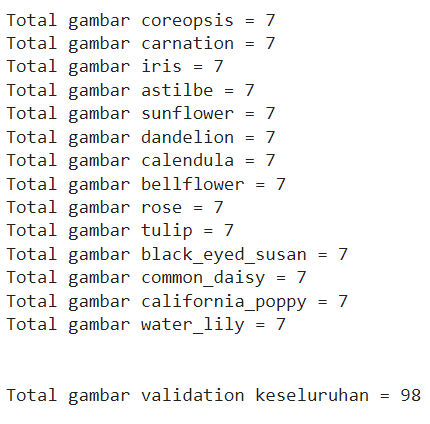 Total gambar coreopsis = 7
Total gambar carnation = 7
Total gambar iris = 7
Total gambar astilbe = 7
Total gambar sunflower = 7
Total gambar dandelion = 7
Total gambar calendula = 7
Total gambar bellflower = 7
Total gambar rose = 7
Total gambar tulip = 7
Total gambar black_eyed_susan = 7
Total gambar common_daisy = 7
Total gambar california_poppy = 7
Total gambar water_lily = 7
Total gambar validation keseluruhan = 98